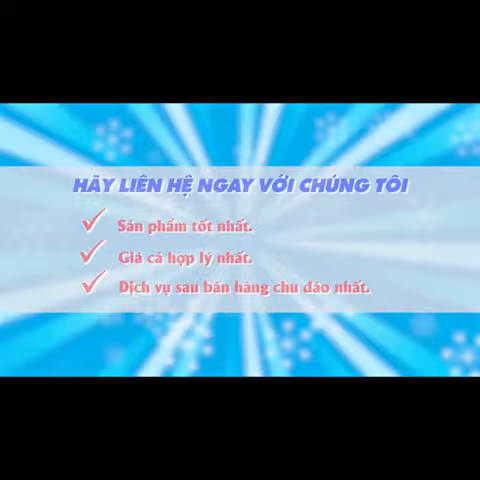 HÃY LIÊN HỆ NGAY VỚI CHÚNG TÔI
Sản phẩm tốt nhất.
Giá cá hợp lý nhất.
Dịch vụ sau bán hàng chu đáo nhất.